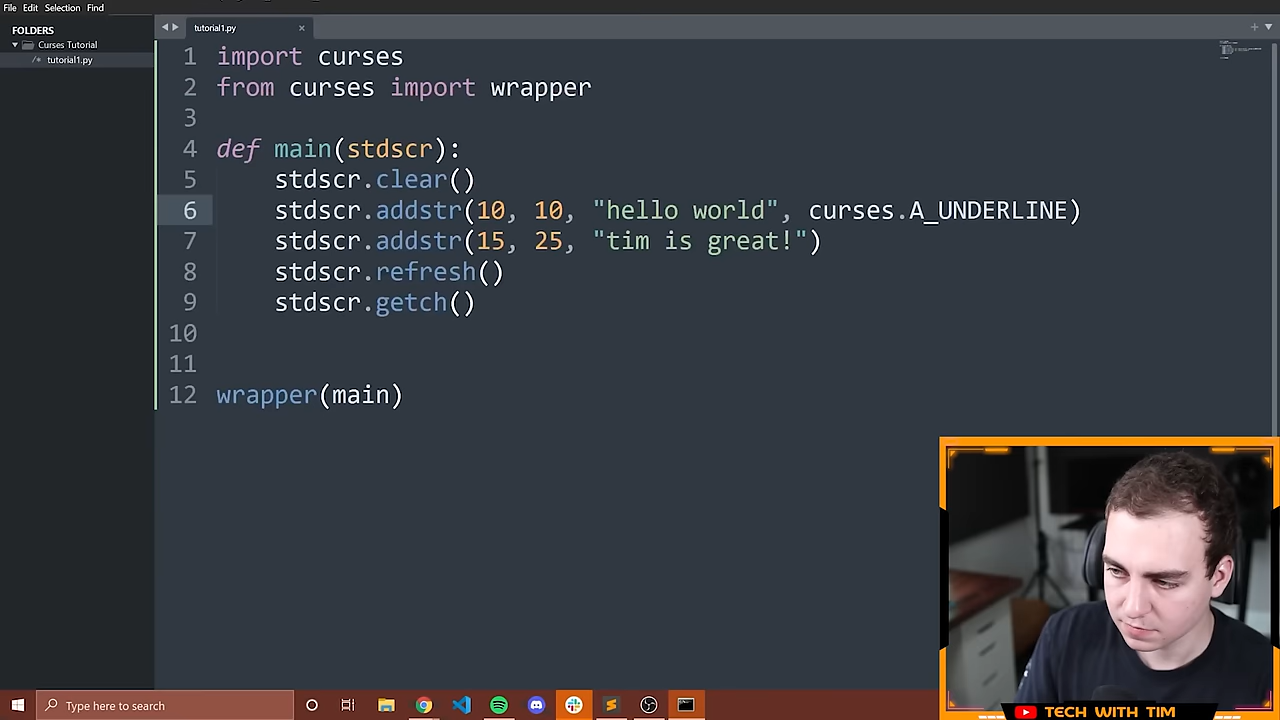 File Edit Selection Find
FOLDERS
Curses Tutorial
/* tutorial1.py
tutorial1.py
1 import curses
2 from curses import wrapper
3
4 def main(stdscr):
5     stdscr.clear()
6     stdscr.addstr(10, 10, "hello world", curses.A_UNDERLINE)
7     stdscr.addstr(15, 25, "tim is great!")
8     stdscr.refresh()
9     stdscr.getch()
10
11
12 wrapper(main)
TECH WITH TIM
Type here to search